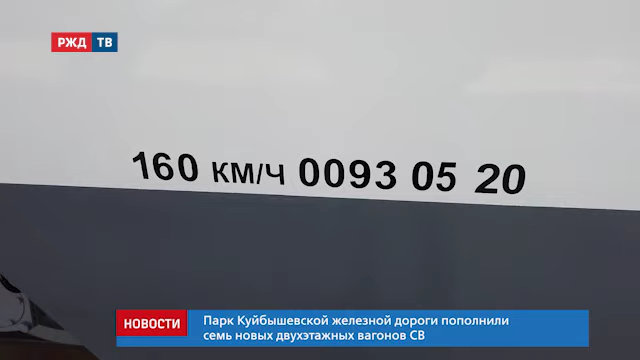 РЖД ТВ
160 КМ/Ч 0093 05 20
НОВОСТИ
Парк Куйбышевской железной дороги пополнили
семь новых двухэтажных вагонов СВ